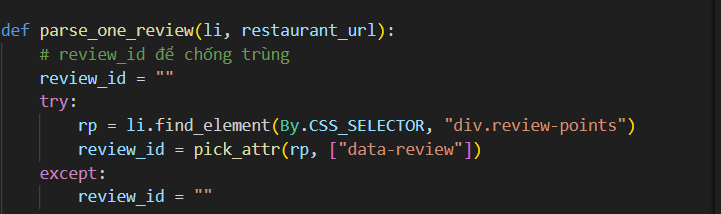 def parse_one_review(li, restaurant_url):
    # review_id để chống trùng
    review_id = ""
    try:
        rp = li.find_element(By.CSS_SELECTOR, "div.review-points")
        review_id = pick_attr(rp, ["data-review"])
    except:
        review_id = ""